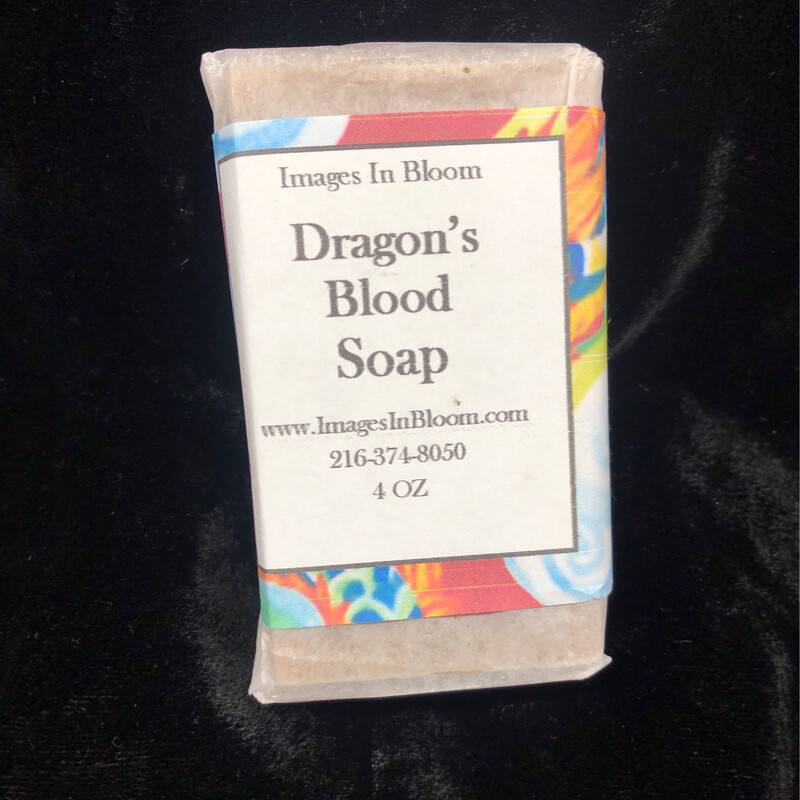 Images In Bloom
Dragon's
Blood
Soap
www.ImagesInBloom.com
216-374-8050
4 OZ